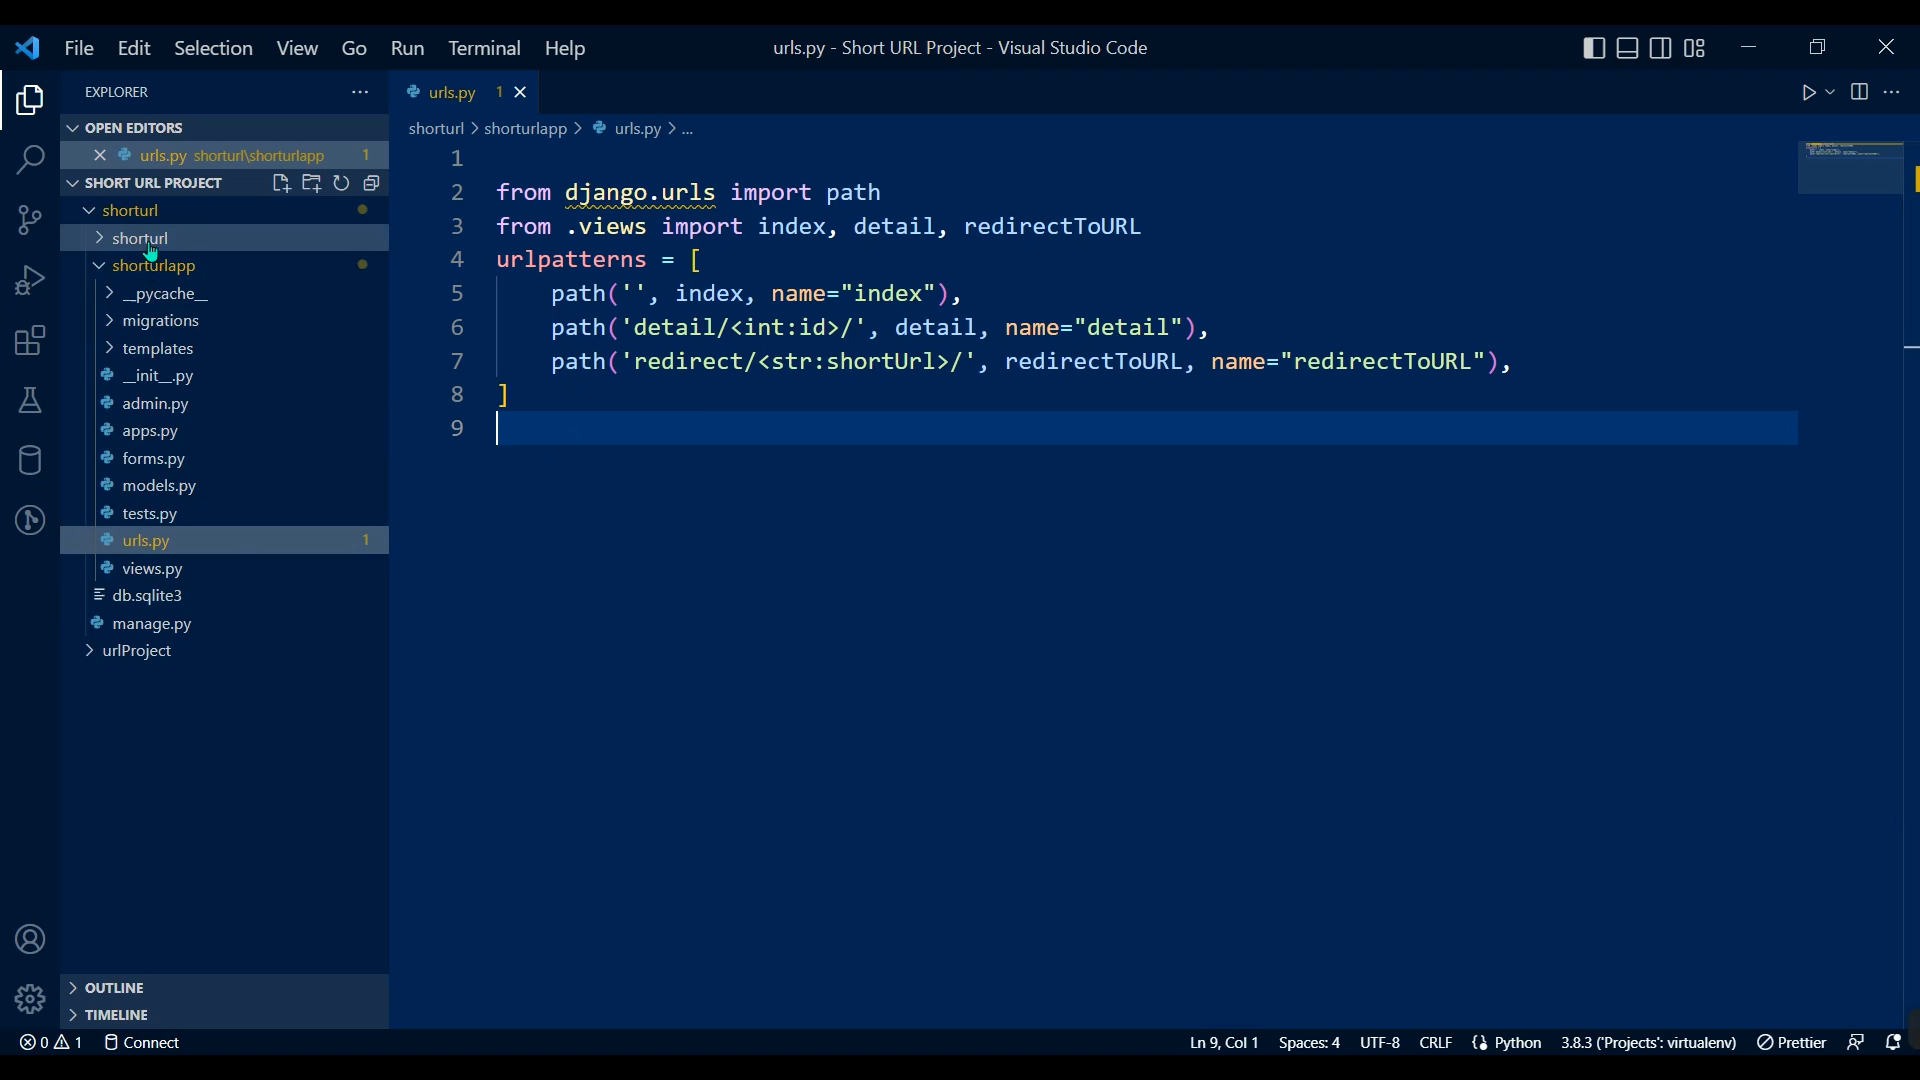 File Edit Selection View Go Run Terminal Help
urls.py - Short URL Project - Visual Studio Code
EXPLORER
OPEN EDITORS
urls.py shorturl\shorturlapp 1
SHORT URL PROJECT
shorturl
shorturl
shorturlapp
__pycache__
migrations
templates
__init__.py
admin.py
apps.py
forms.py
models.py
tests.py
urls.py 1
views.py
db.sqlite3
manage.py
urlProject
OUTLINE
TIMELINE
urls.py 1
shorturl > shorturlapp > urls.py > ...
1
2 from django.urls import path
3 from .views import index, detail, redirectToURL
4 urlpatterns = [
5 path('', index, name="index"),
6 path('detail/<int:id>/', detail, name="detail"),
7 path('redirect/<str:shortUrl>/', redirectToURL, name="redirectToURL"),
8 ]
9
0 1 Connect
Ln 9, Col 1 Spaces: 4 UTF-8 CRLF Python 3.8.3 ('Projects': virtualenv) Prettier